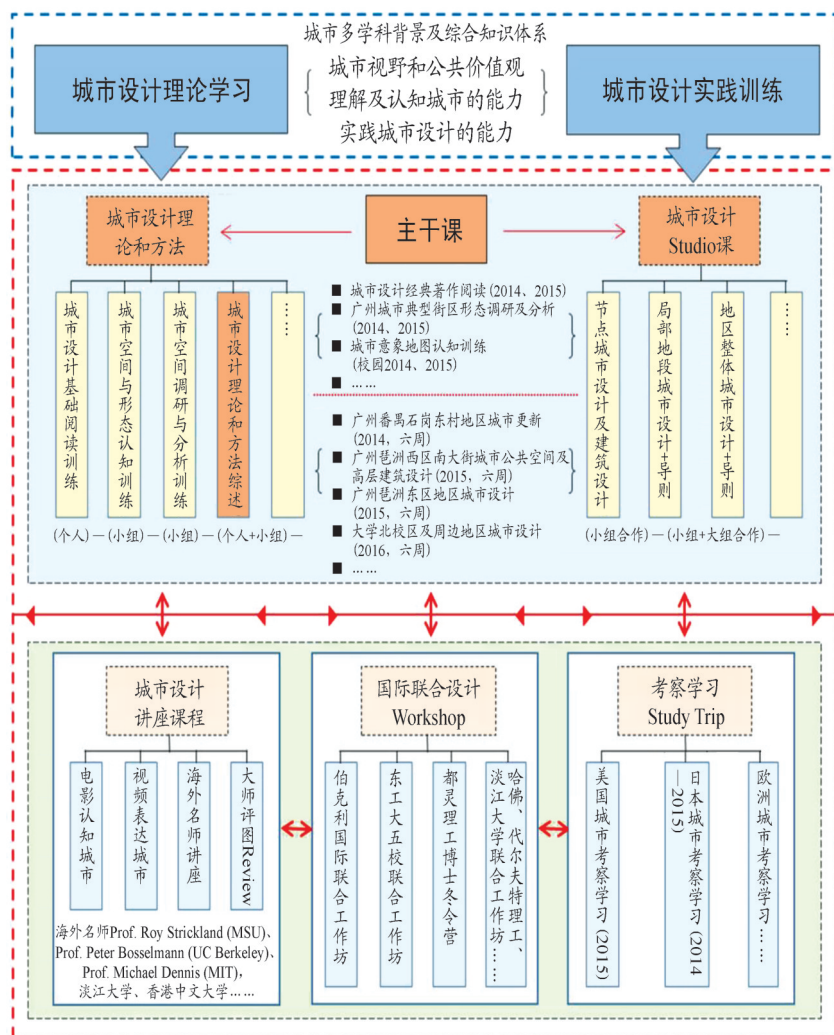 城市多学科背景及综合知识体系
城市设计理论学习
城市视野和公共价值观
理解及认知城市的能力
实践城市设计的能力
城市设计实践训练
城市设计理
论和方法
主干课
城市设计
Studio课
城市设计基础阅读训练
城市空间与形态认知训练
城市空间调研与分析训练
城市设计理论和方法综述
……
(个人) — (小组) — (小组) — (个人+小组) —
■ 城市设计经典著作阅读 (2014、2015)
■ 广州城市典型街区形态调研及分析
(2014、2015)
■ 城市意象地图认知训练
(校园2014、2015)
■ ……
■ 广州番禺石岗东村地区城市更新
(2014，六周)
■ 广州琶洲西区南大街城市公共空间及
高层建筑设计 (2015，六周)
■ 广州琶洲东区地区城市设计
(2015，六周)
■ 大学北校区及周边地区城市设计
(2016，六周)
■ ……
节点城市设计及建筑设计
局部地段城市设计+导则
地区整体城市设计+导则
……
(小组合作) — (小组+大组合作) —
城市设计
讲座课程
电影认知城市
视频表达城市
海外名师讲座
大师评图Review
海外名师Prof. Roy Strickland (MSU)、
Prof. Peter Bosselmann (UC Berkeley)、
Prof. Michael Dennis (MIT),
淡江大学、香港中文大学……
国际联合设计
Workshop
伯克利国际联合工作坊
东工大五校联合工作坊
都灵理工博士冬令营
哈佛、代尔夫特理工、
淡江大学联合工作坊……
考察学习
Study Trip
美国城市考察学习 (2015)
日本城市考察学习 (2014
—2015)
欧洲城市考察学习……